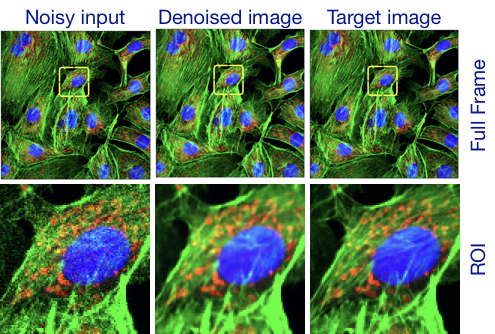 Noisy input
Denoised image
Target image
Full Frame
ROI